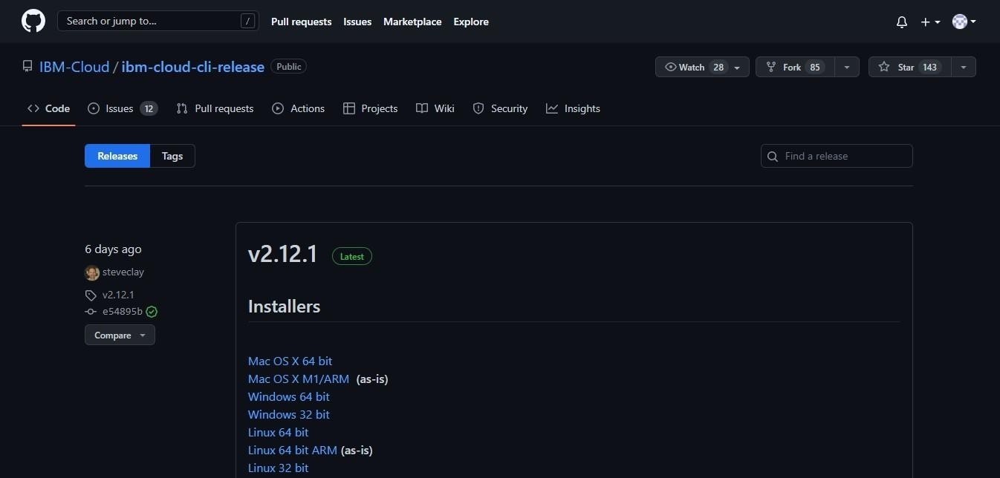 Search or jump to... / Pull requests Issues Marketplace Explore
IBM-Cloud / ibm-cloud-cli-release Public Watch 28 Fork 85 Star 143
Code Issues 12 Pull requests Actions Projects Wiki Security Insights
Releases Tags Find a release
6 days ago
steveclay
v2.12.1
e54895b
Compare
v2.12.1 Latest
Installers
Mac OS X 64 bit
Mac OS X M1/ARM (as-is)
Windows 64 bit
Windows 32 bit
Linux 64 bit
Linux 64 bit ARM (as-is)
Linux 32 bit